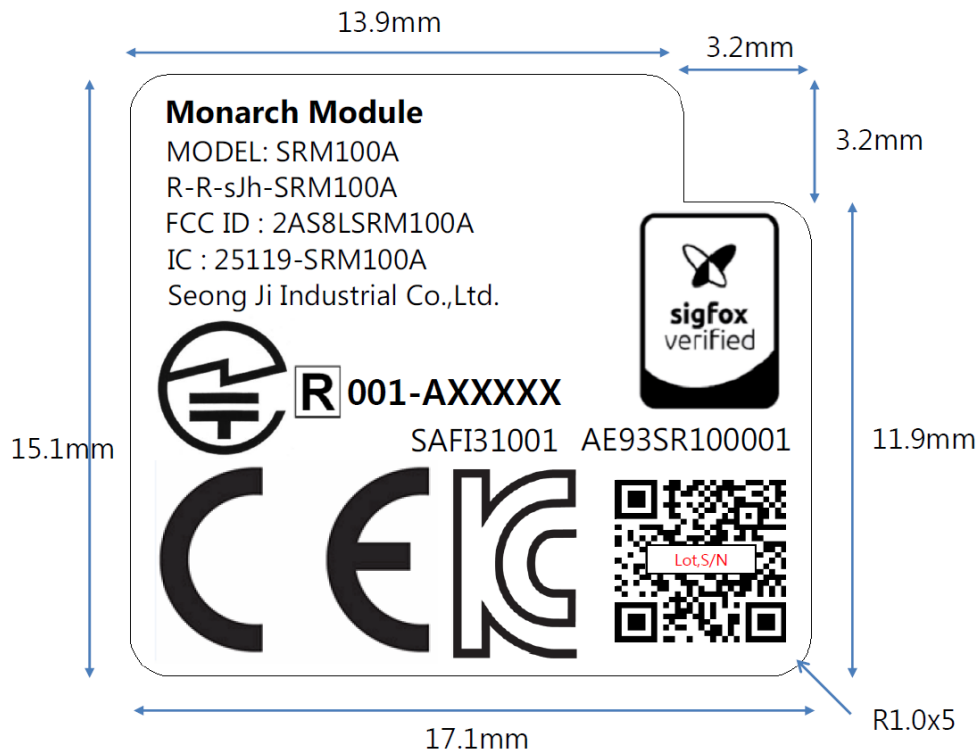 13.9mm
3.2mm
3.2mm
Monarch Module
MODEL: SRM100A
R-R-sJh-SRM100A
FCC ID : 2AS8LSRM100A
IC : 25119-SRM100A
Seong Ji Industrial Co.,Ltd.
sigfox
verified
R 001-AXXXXX
SAFI31001 AE93SR100001
15.1mm
11.9mm
CE KC
Lot,S/N
R1.0x5
17.1mm